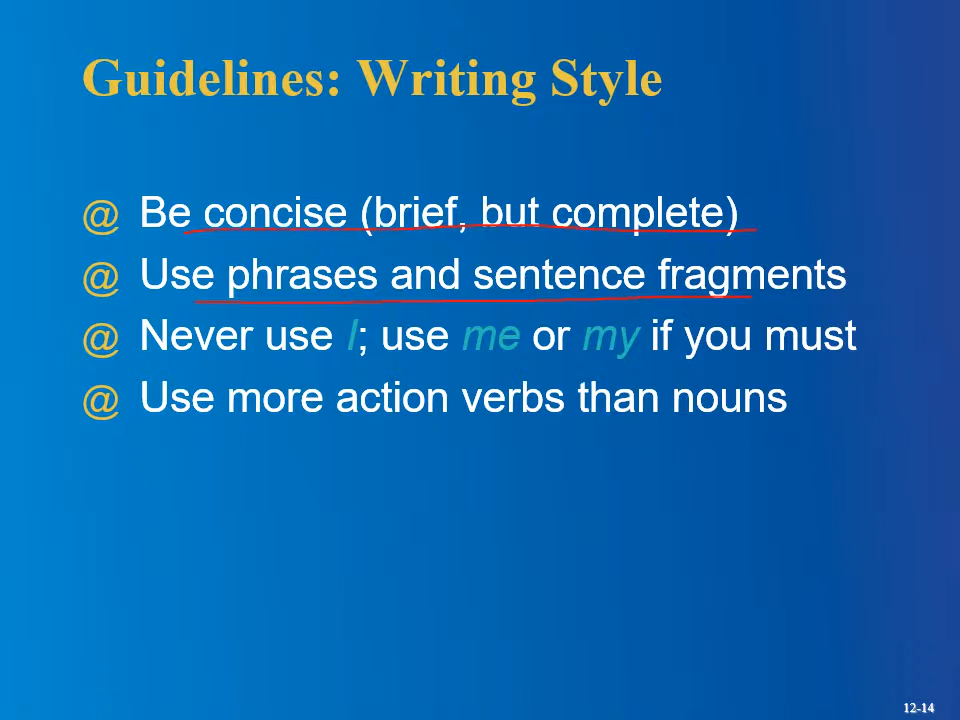 Guidelines: Writing Style
@ Be concise (brief, but complete)
@ Use phrases and sentence fragments
@ Never use I; use me or my if you must
@ Use more action verbs than nouns
12-14